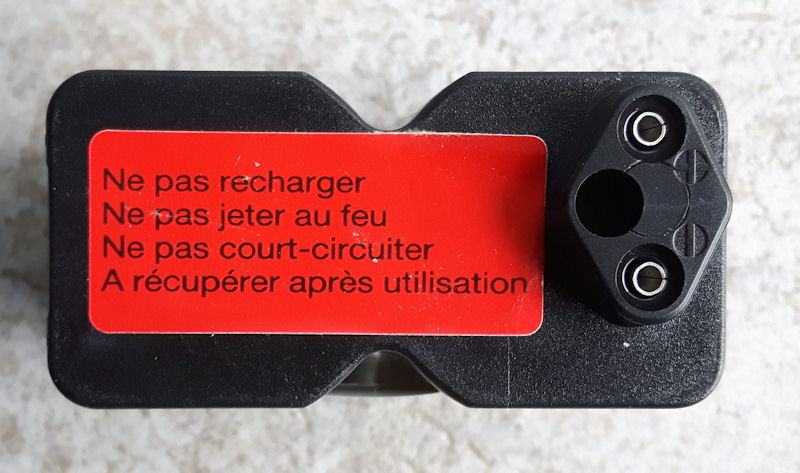 Ne pas recharger
Ne pas jeter au feu
Ne pas court-circuiter
A récupérer après utilisation